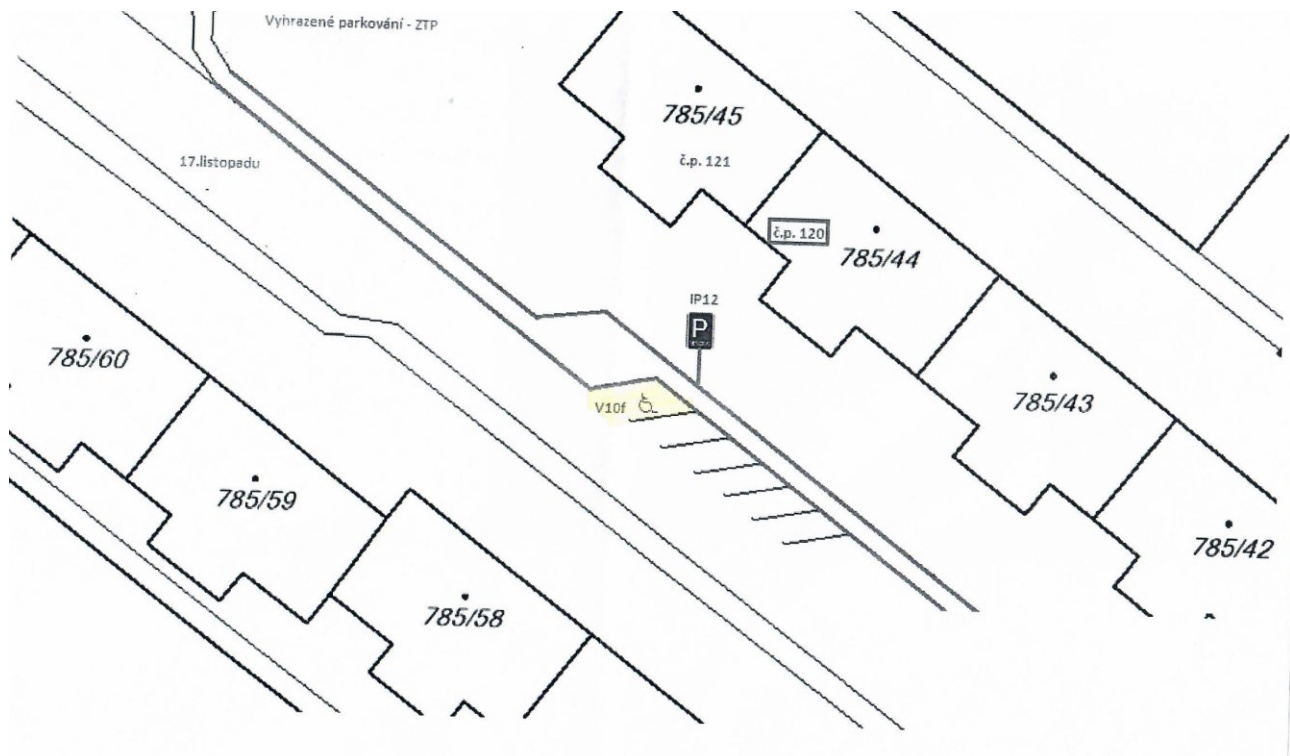 Vyhrazené parkování - ZTP
17.listopadu
785/45
č.p. 121
č.p. 120
785/44
IP12
P
785/60
785/43
V10f
785/59
785/42
785/58